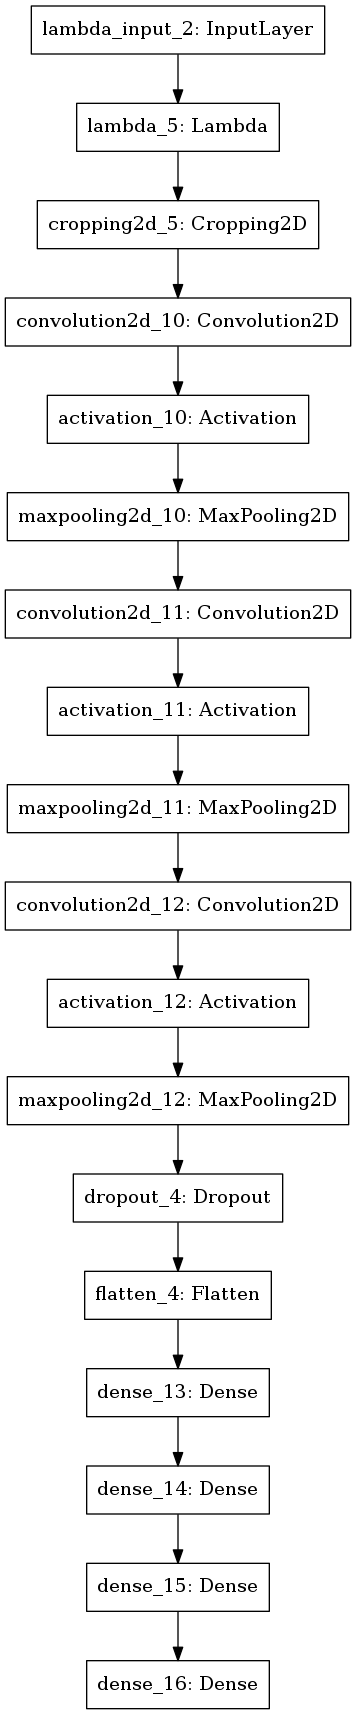 lambda_input_2: InputLayer
lambda_5: Lambda
cropping2d_5: Cropping2D
convolution2d_10: Convolution2D
activation_10: Activation
maxpooling2d_10: MaxPooling2D
convolution2d_11: Convolution2D
activation_11: Activation
maxpooling2d_11: MaxPooling2D
convolution2d_12: Convolution2D
activation_12: Activation
maxpooling2d_12: MaxPooling2D
dropout_4: Dropout
flatten_4: Flatten
dense_13: Dense
dense_14: Dense
dense_15: Dense
dense_16: Dense